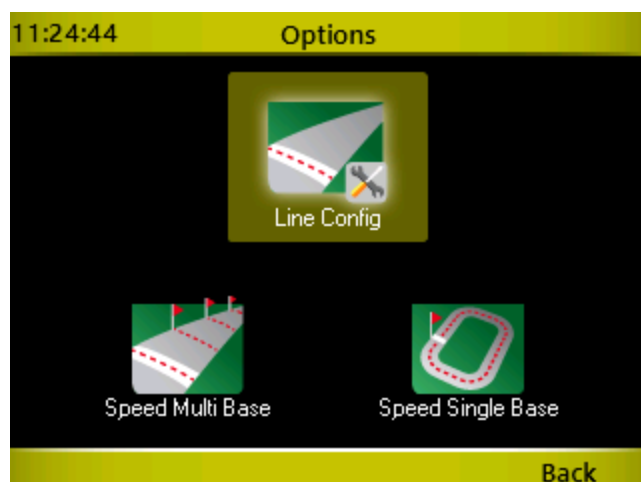 11:24:44 Options
Line Config
Speed Multi Base Speed Single Base
Back